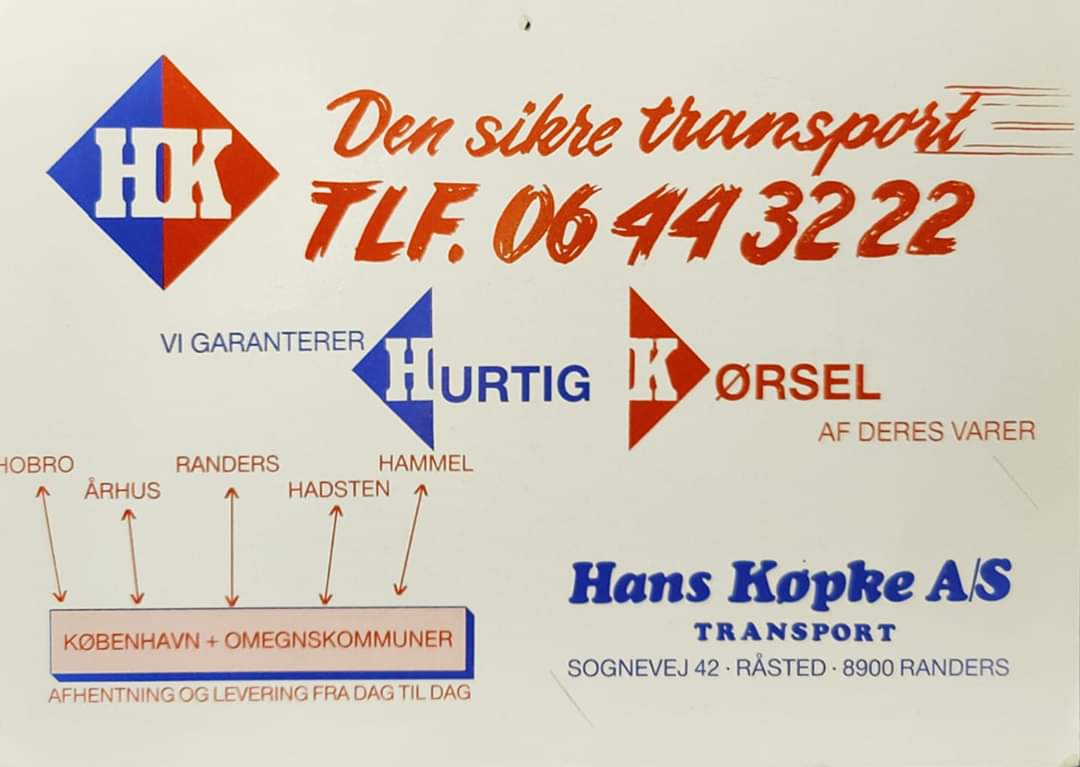 HK
Den sikre transport
TLF. 06 44 32 22
VI GARANTERER
HURTIG KØRSEL
AF DERES VARER
HOBRO
RANDERS
HAMMEL
ÅRHUS
HADSTEN
KØBENHAVN + OMEGNSKOMMUNER
AFHENTNING OG LEVERING FRA DAG TIL DAG
Hans Køpke A/S
TRANSPORT
SOGNEVEJ 42 · RÅSTED · 8900 RANDERS